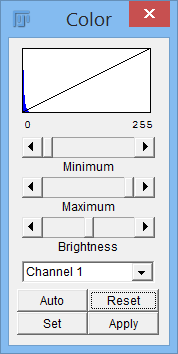 Color
0 255
Minimum
Maximum
Brightness
Channel 1
Auto Reset
Set Apply